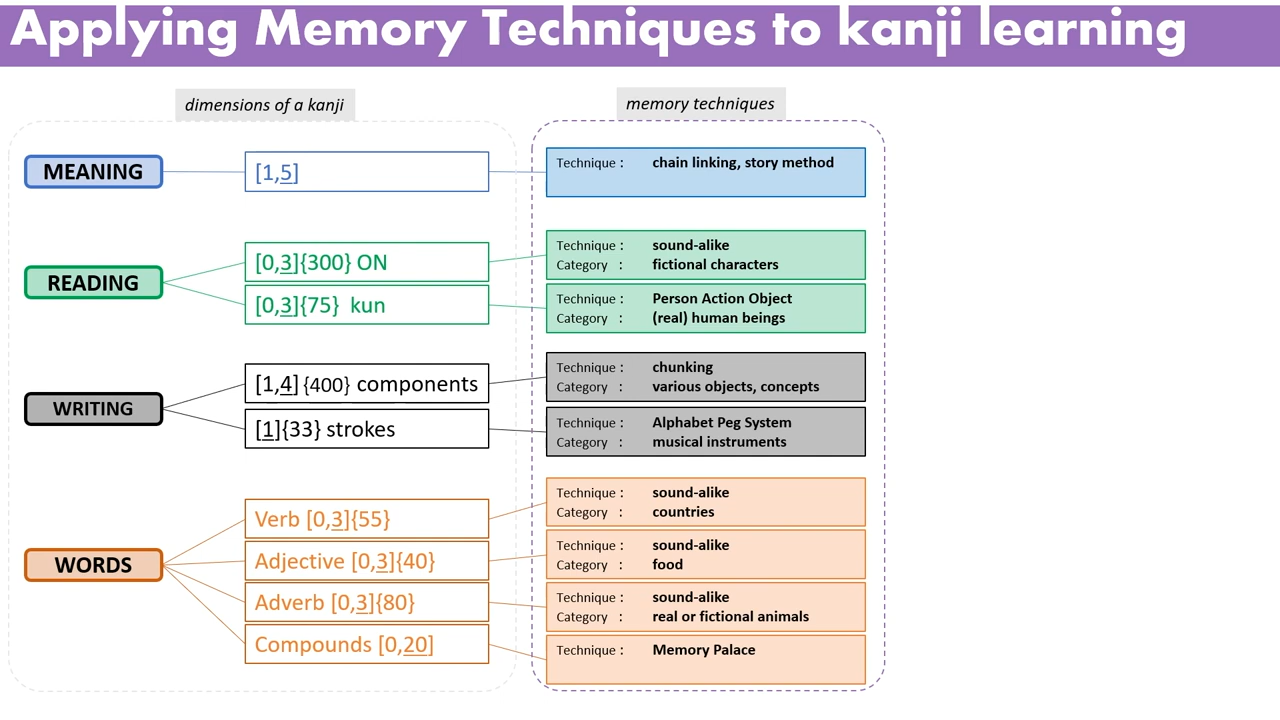 Applying Memory Techniques to kanji learning
dimensions of a kanji
memory techniques
MEANING
[1,5]
Technique : chain linking, story method
READING
[0,3]{300} ON
Technique : sound-alike
Category : fictional characters
[0,3]{75} kun
Technique : Person Action Object
Category : (real) human beings
WRITING
[1,4] {400} components
Technique : chunking
Category : various objects, concepts
[1]{33} strokes
Technique : Alphabet Peg System
Category : musical instruments
WORDS
Verb [0,3]{55}
Technique : sound-alike
Category : countries
Adjective [0,3]{40}
Technique : sound-alike
Category : food
Adverb [0,3]{80}
Technique : sound-alike
Category : real or fictional animals
Compounds [0,20]
Technique : Memory Palace